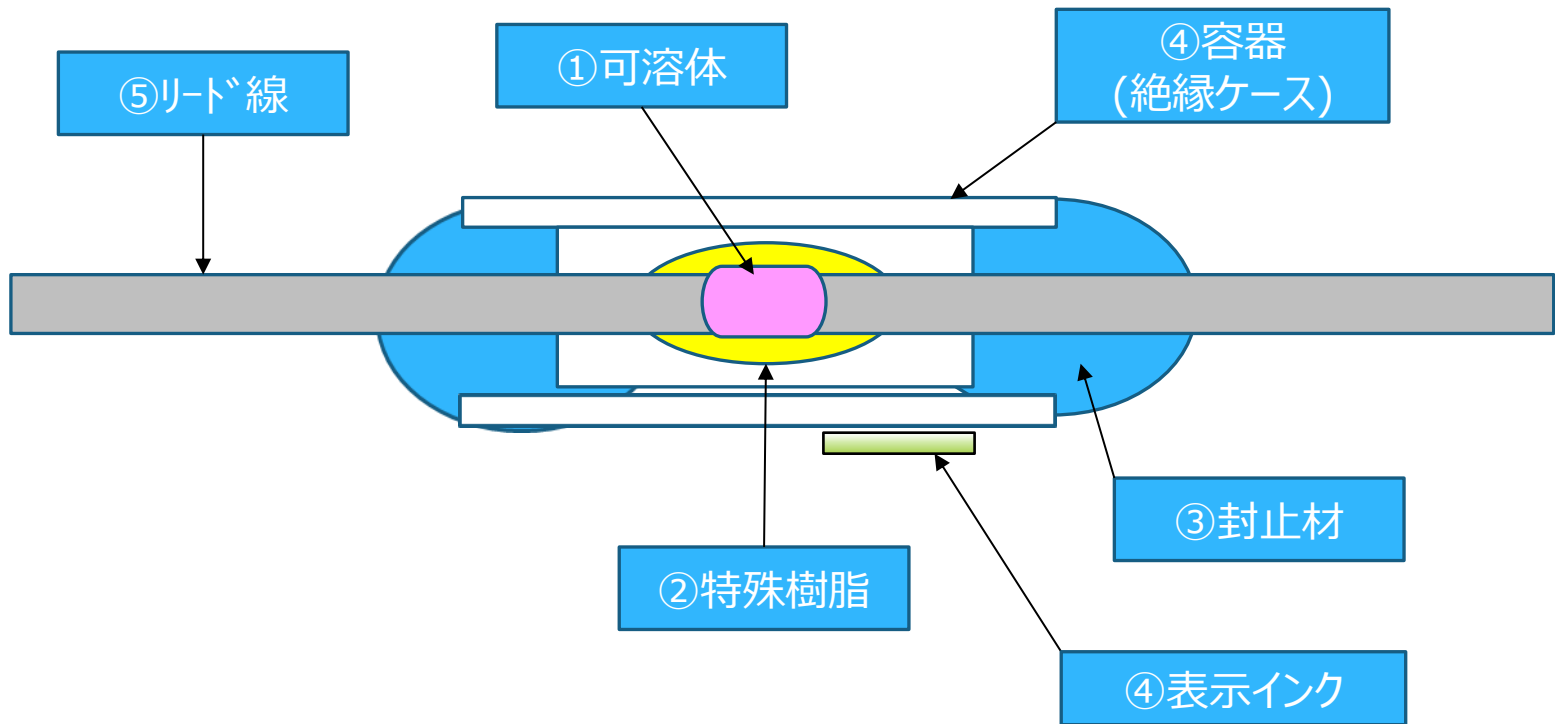 ①可溶体
④容器
(絶縁ケース)
⑤ﾘｰﾄﾞ線
③封止材
②特殊樹脂
④表示インク